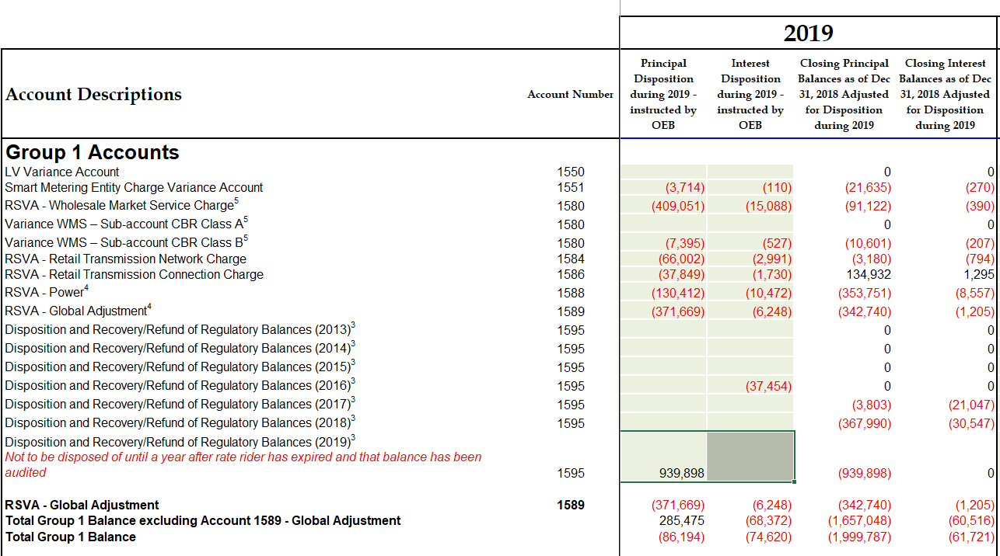 2019
Account Descriptions Account Number Principal Disposition during 2019 - instructed by OEB Interest Disposition during 2019 - instructed by OEB Closing Principal Balances as of Dec 31, 2018 Adjusted for Disposition during 2019 Closing Interest Balances as of Dec 31, 2018 Adjusted for Disposition during 2019
Group 1 Accounts
LV Variance Account 1550 0 0
Smart Metering Entity Charge Variance Account 1551 (3,714) (110) (21,635) (270)
RSVA - Wholesale Market Service Charge5 1580 (409,051) (15,088) (91,122) (390)
Variance WMS – Sub-account CBR Class A5 1580 0 0
Variance WMS – Sub-account CBR Class B5 1580 (7,395) (527) (10,601) (207)
RSVA - Retail Transmission Network Charge 1584 (66,002) (2,991) (3,180) (794)
RSVA - Retail Transmission Connection Charge 1586 (37,849) (1,730) 134,932 1,295
RSVA - Power4 1588 (130,412) (10,472) (353,751) (8,557)
RSVA - Global Adjustment4 1589 (371,669) (6,248) (342,740) (1,205)
Disposition and Recovery/Refund of Regulatory Balances (2013)3 1595 0 0
Disposition and Recovery/Refund of Regulatory Balances (2014)3 1595 0 0
Disposition and Recovery/Refund of Regulatory Balances (2015)3 1595 0 0
Disposition and Recovery/Refund of Regulatory Balances (2016)3 1595 (37,454) 0 0
Disposition and Recovery/Refund of Regulatory Balances (2017)3 1595 (3,803) (21,047)
Disposition and Recovery/Refund of Regulatory Balances (2018)3 1595 (367,990) (30,547)
Disposition and Recovery/Refund of Regulatory Balances (2019)3
Not to be disposed of until a year after rate rider has expired and that balance has been
audited 1595 939,898 (939,898) 0
RSVA - Global Adjustment 1589 (371,669) (6,248) (342,740) (1,205)
Total Group 1 Balance excluding Account 1589 - Global Adjustment 285,475 (68,372) (1,657,048) (60,516)
Total Group 1 Balance (86,194) (74,620) (1,999,787) (61,721)